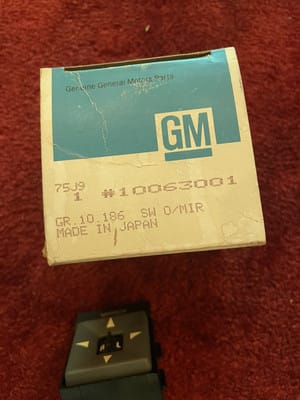 Genuine General Motors Parts
GM
75J9
1 #10063001
GR.10.186 SW O/MIR
MADE IN JAPAN